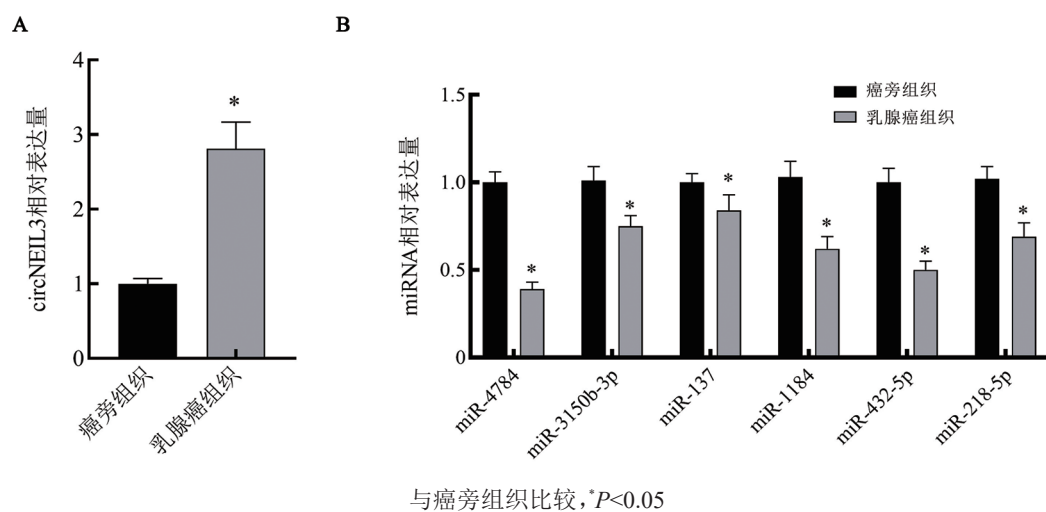 A
circNEIL3相对表达量
4
3
2
1
0
*
癌旁组织
乳腺癌组织
B
miRNA相对表达量
1.5
1.0
0.5
0
癌旁组织
乳腺癌组织
*
*
*
*
*
*
miR-4784
miR-3150b-3p
miR-137
miR-1184
miR-432-5p
miR-218-5p
与癌旁组织比较,*P<0.05